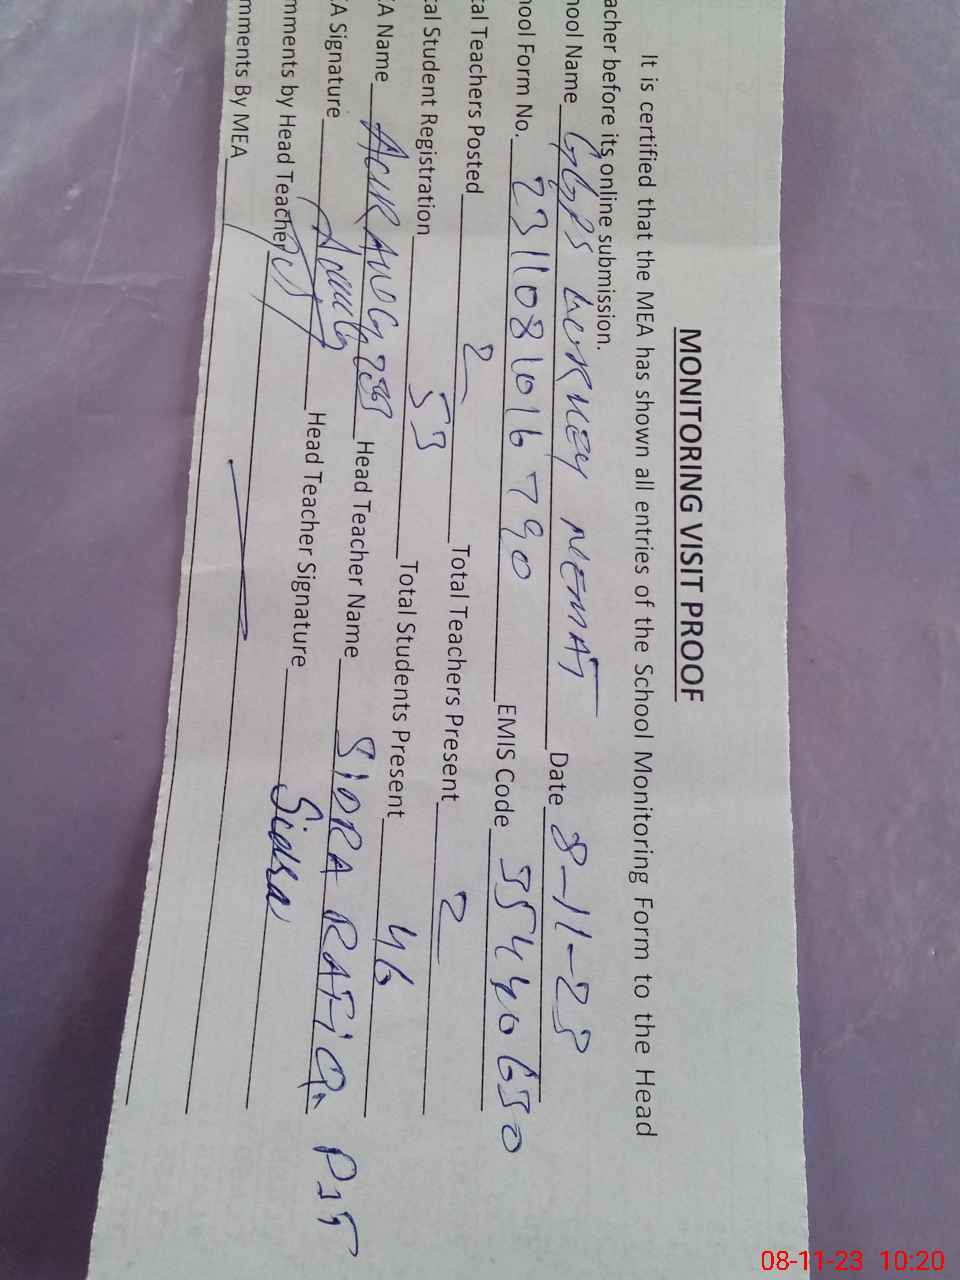 MONITORING VISIT PROOF
It is certified that the MEA has shown all entries of the School Monitoring Form to the Head
acher before its online submission.
hool Name GGPS NEMAT Date 8-11-23
hool Form No. 2311081016790 EMIS Code 35440650
tal Teachers Posted 2 Total Teachers Present 2
tal Student Registration 53 Total Students Present 46
A Name Head Teacher Name SIDRA RAFIQ PST
A Signature Head Teacher Signature Sidra
mments by Head Teacher
mments By MEA
08-11-23 10:20